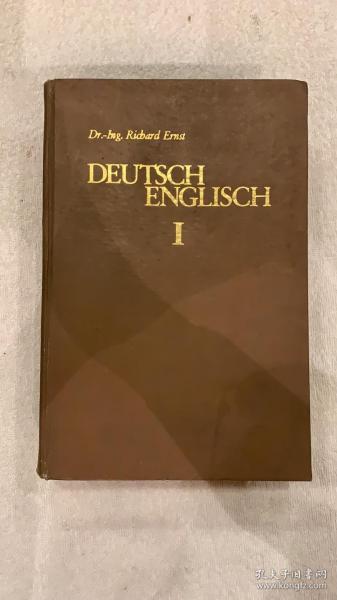 Dr.-Ing. Richard Ernst
DEUTSCH
ENGLISCH
I
孔夫子旧书网
www.kongfz.com